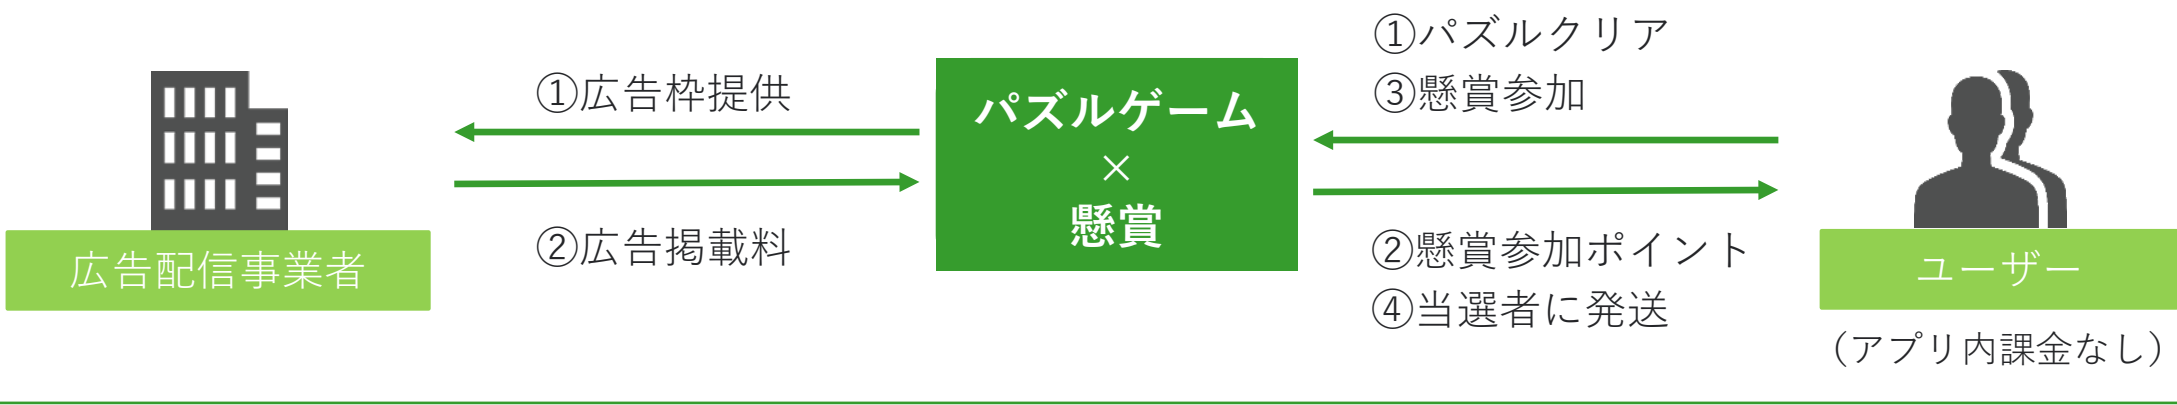 ①パズルクリア
③懸賞参加
①広告枠提供
パズルゲーム
×
懸賞
②広告掲載料
②懸賞参加ポイント
④当選者に発送
広告配信事業者
ユーザー
（アプリ内課金なし）